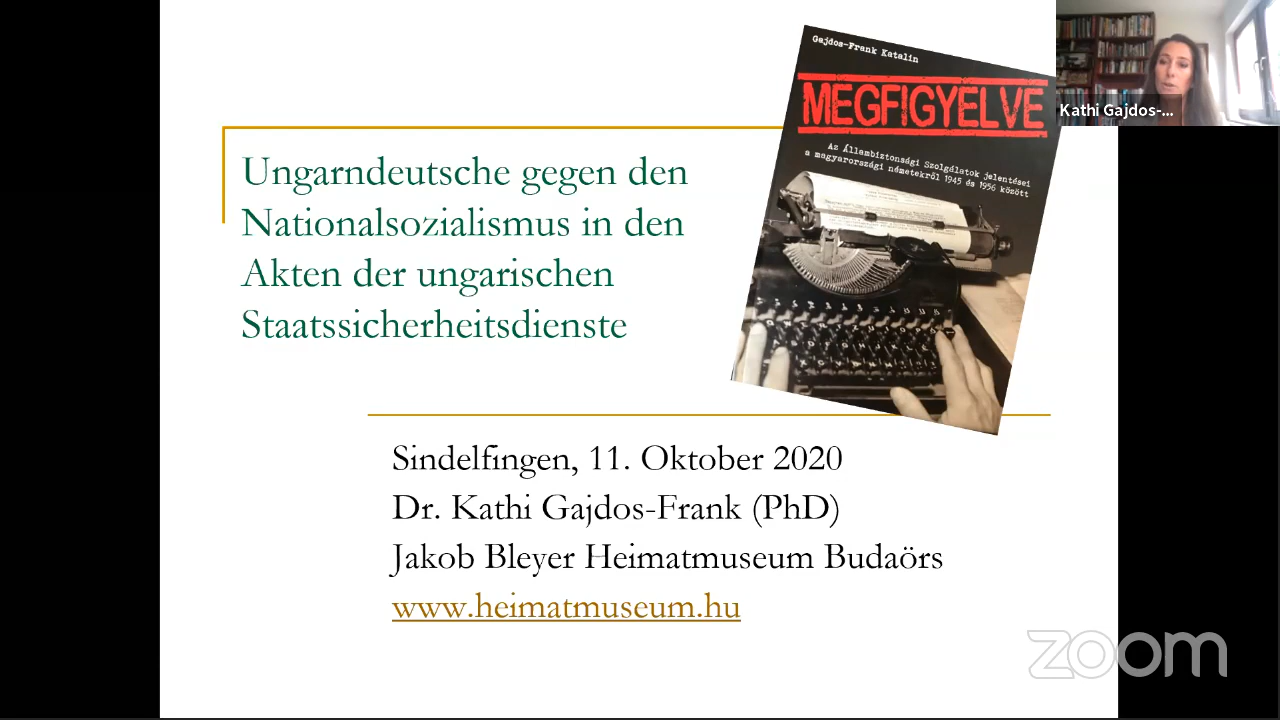 Gajdos-Frank Katalin
MEGFIGYELVE
Az Állambiztonsági Szolgálatok jelentései
a magyarországi németekről 1945 és 1956 között
Kathi Gajdos-...
Ungarndeutsche gegen den
Nationalsozialismus in den
Akten der ungarischen
Staatssicherheitsdienste
Sindelfingen, 11. Oktober 2020
Dr. Kathi Gajdos-Frank (PhD)
Jakob Bleyer Heimatmuseum Budaörs
www.heimatmuseum.hu
zoom